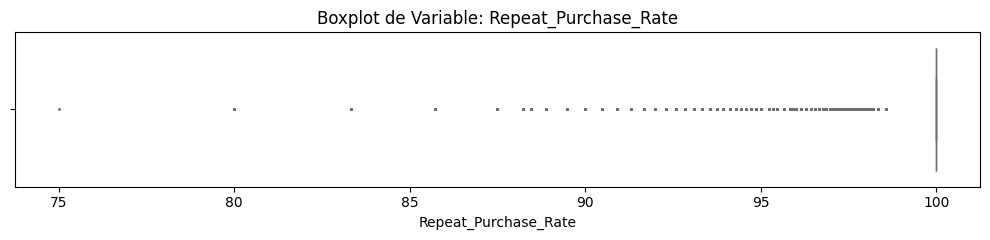 Boxplot de Variable: Repeat_Purchase_Rate
75 80 85 90 95 100
Repeat_Purchase_Rate